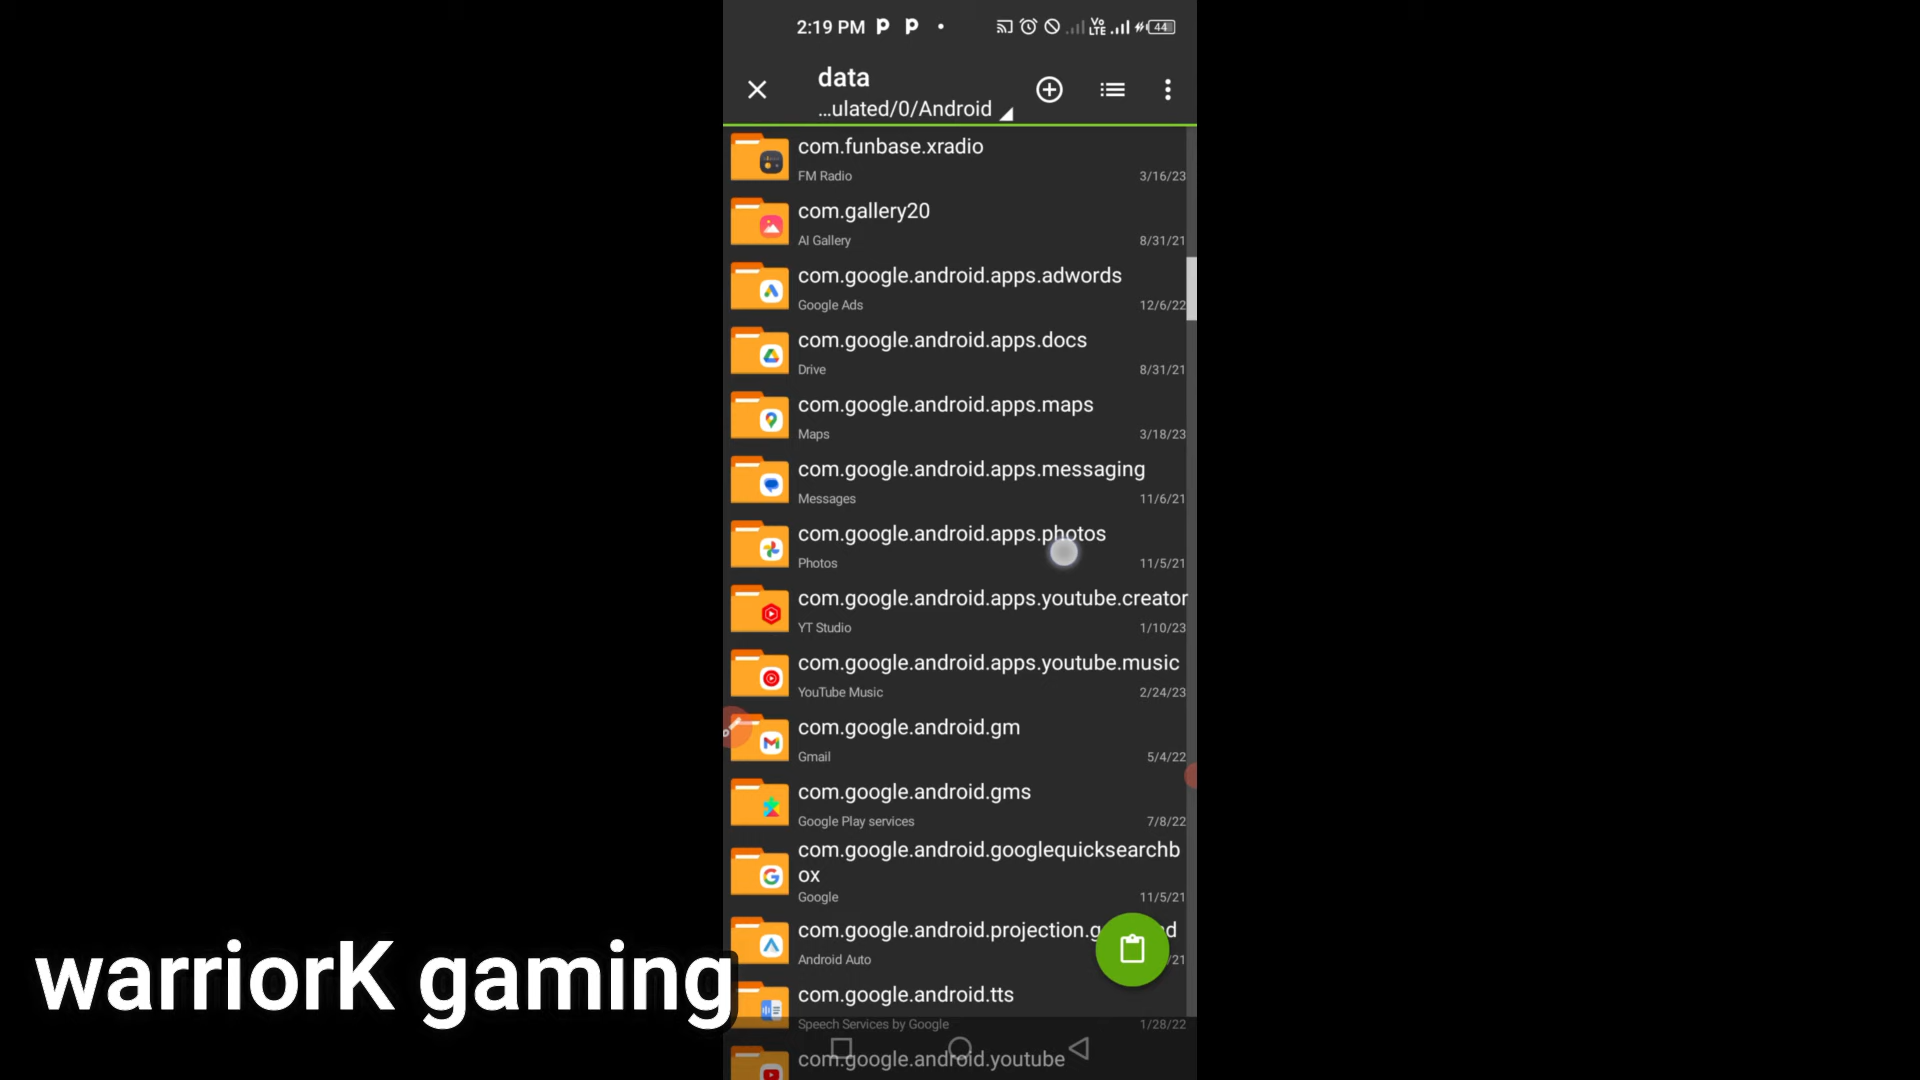 2:19 PM
Vo
LTE
44
data
...ulated/0/Android
com.funbase.xradio
FM Radio 3/16/23
com.gallery20
AI Gallery 8/31/21
com.google.android.apps.adwords
Google Ads 12/6/22
com.google.android.apps.docs
Drive 8/31/21
com.google.android.apps.maps
Maps 3/18/23
com.google.android.apps.messaging
Messages 11/6/21
com.google.android.apps.photos
Photos 11/5/21
com.google.android.apps.youtube.creator
YT Studio 1/10/23
com.google.android.apps.youtube.music
YouTube Music 2/24/23
com.google.android.gm
Gmail 5/4/22
com.google.android.gms
Google Play services 7/8/22
com.google.android.googlequicksearchb
ox
Google 11/5/21
Android Auto
com.google.android.tts
Speech Services by Google 1/28/22
com.google.android.youtube
warriorK gaming